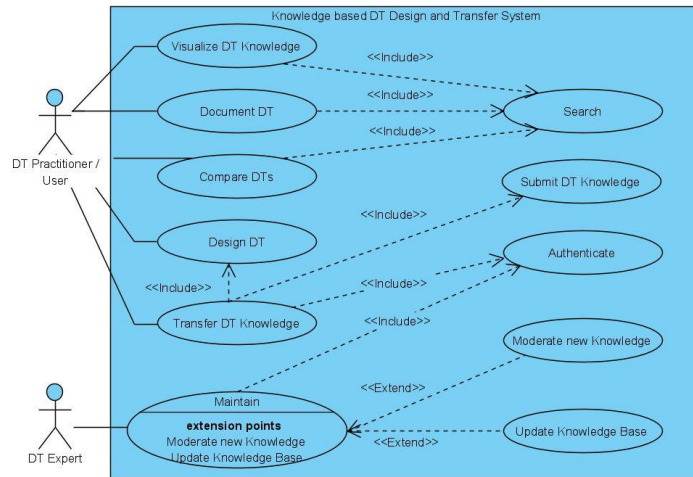 Knowledge based DT Design and Transfer System
Visualize DT Knowledge
<<Include>>
Document DT
<<Include>>
Search
<<Include>>
DT Practitioner /
User
Compare DTs
Submit DT Knowledge
<<Include>>
Design DT
Authenticate
<<Include>>
<<Include>>
Transfer DT Knowledge
<<Include>>
Moderate new Knowledge
<<Extend>>
Maintain
extension points
Moderate new Knowledge
Update Knowledge Base
<<Extend>>
Update Knowledge Base
DT Expert